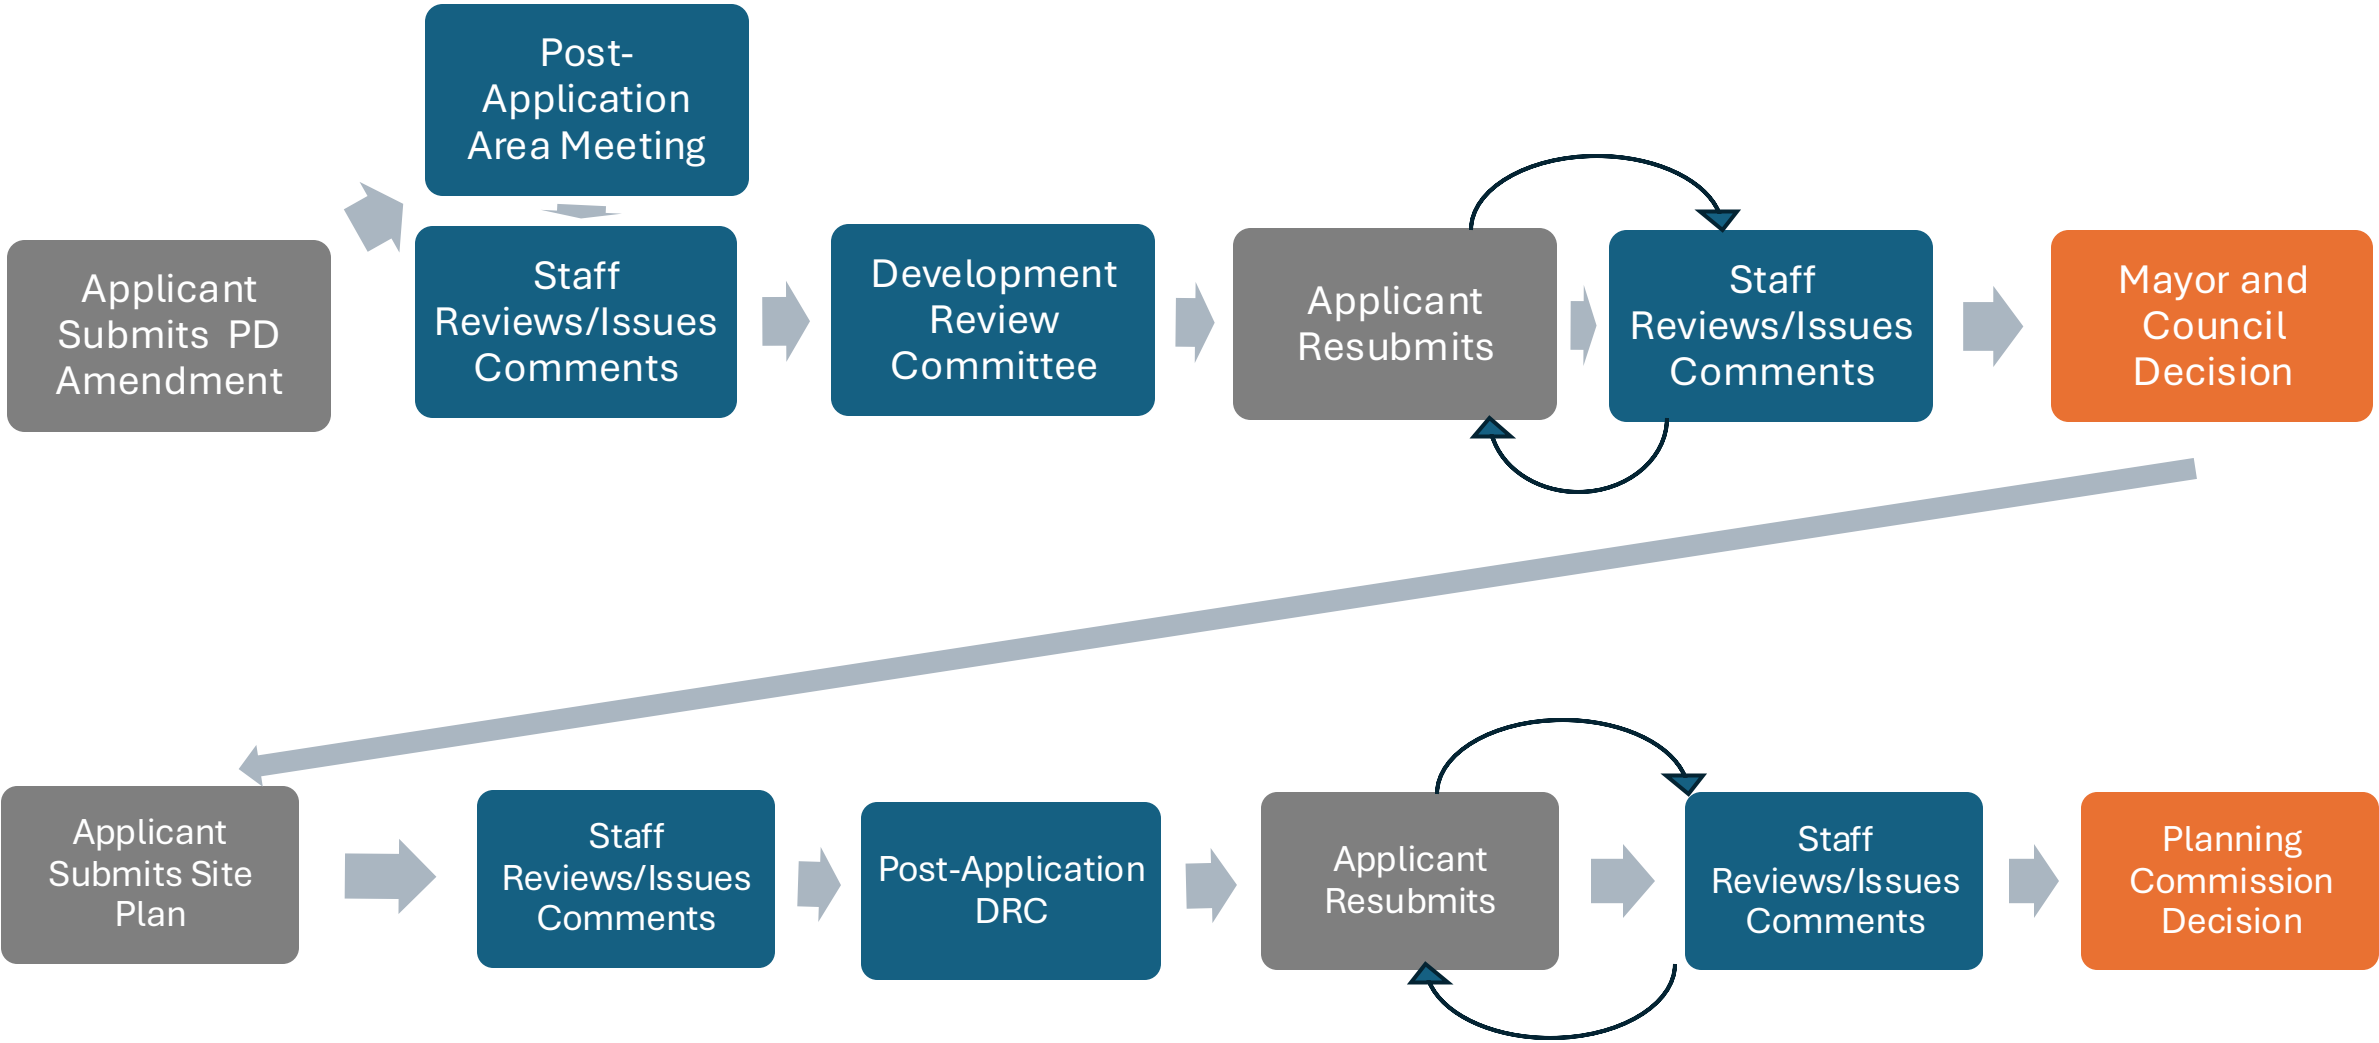 Post-
Application
Area Meeting
Applicant
Submits PD
Amendment
Staff
Reviews/Issues
Comments
Development
Review
Committee
Applicant
Resubmits
Staff
Reviews/Issues
Comments
Mayor and
Council
Decision
Applicant
Submits Site
Plan
Staff
Reviews/Issues
Comments
Post-Application
DRC
Applicant
Resubmits
Staff
Reviews/Issues
Comments
Planning
Commission
Decision